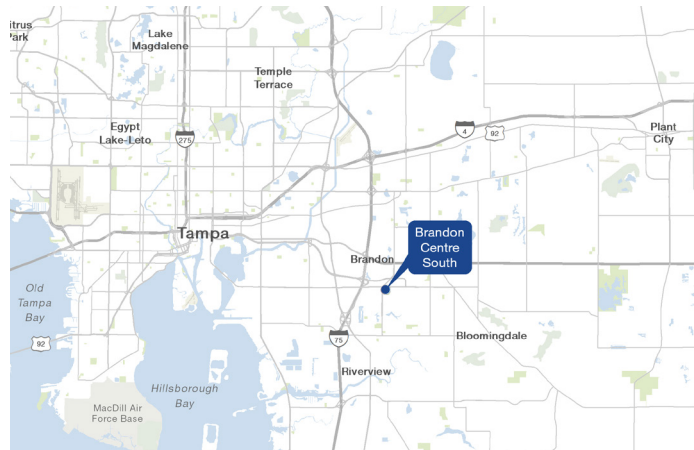 itrus
Park
Lake
Magdalene
Temple
Terrace
Egypt
Lake-Leto
275
4
92
Plant
City
Tampa
Brandon
Centre
South
Brandon
Old
Tampa
Bay
92
75
Bloomingdale
Riverview
Hillsborough
Bay
MacDill Air
Force Base